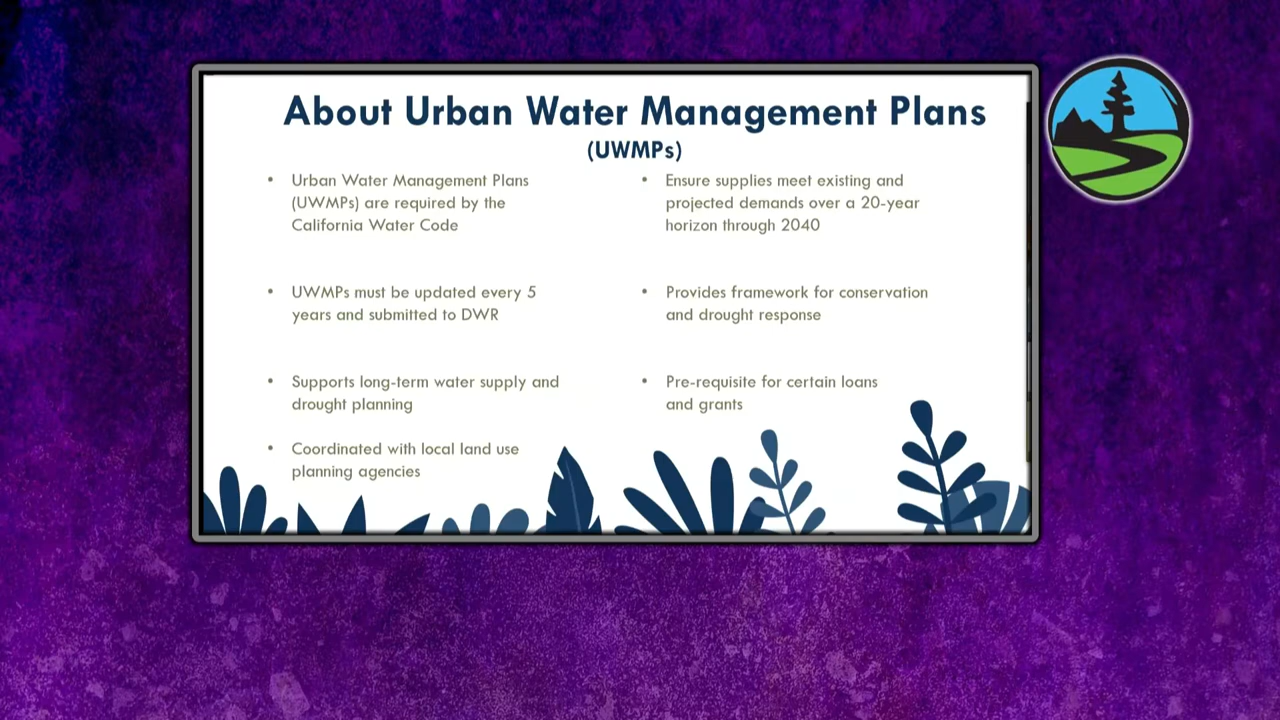 About Urban Water Management Plans
(UWMPs)
• Urban Water Management Plans
(UWMPs) are required by the
California Water Code
• UWMPs must be updated every 5
years and submitted to DWR
• Supports long-term water supply and
drought planning
• Coordinated with local land use
planning agencies
• Ensure supplies meet existing and
projected demands over a 20-year
horizon through 2040
• Provides framework for conservation
and drought response
• Pre-requisite for certain loans
and grants